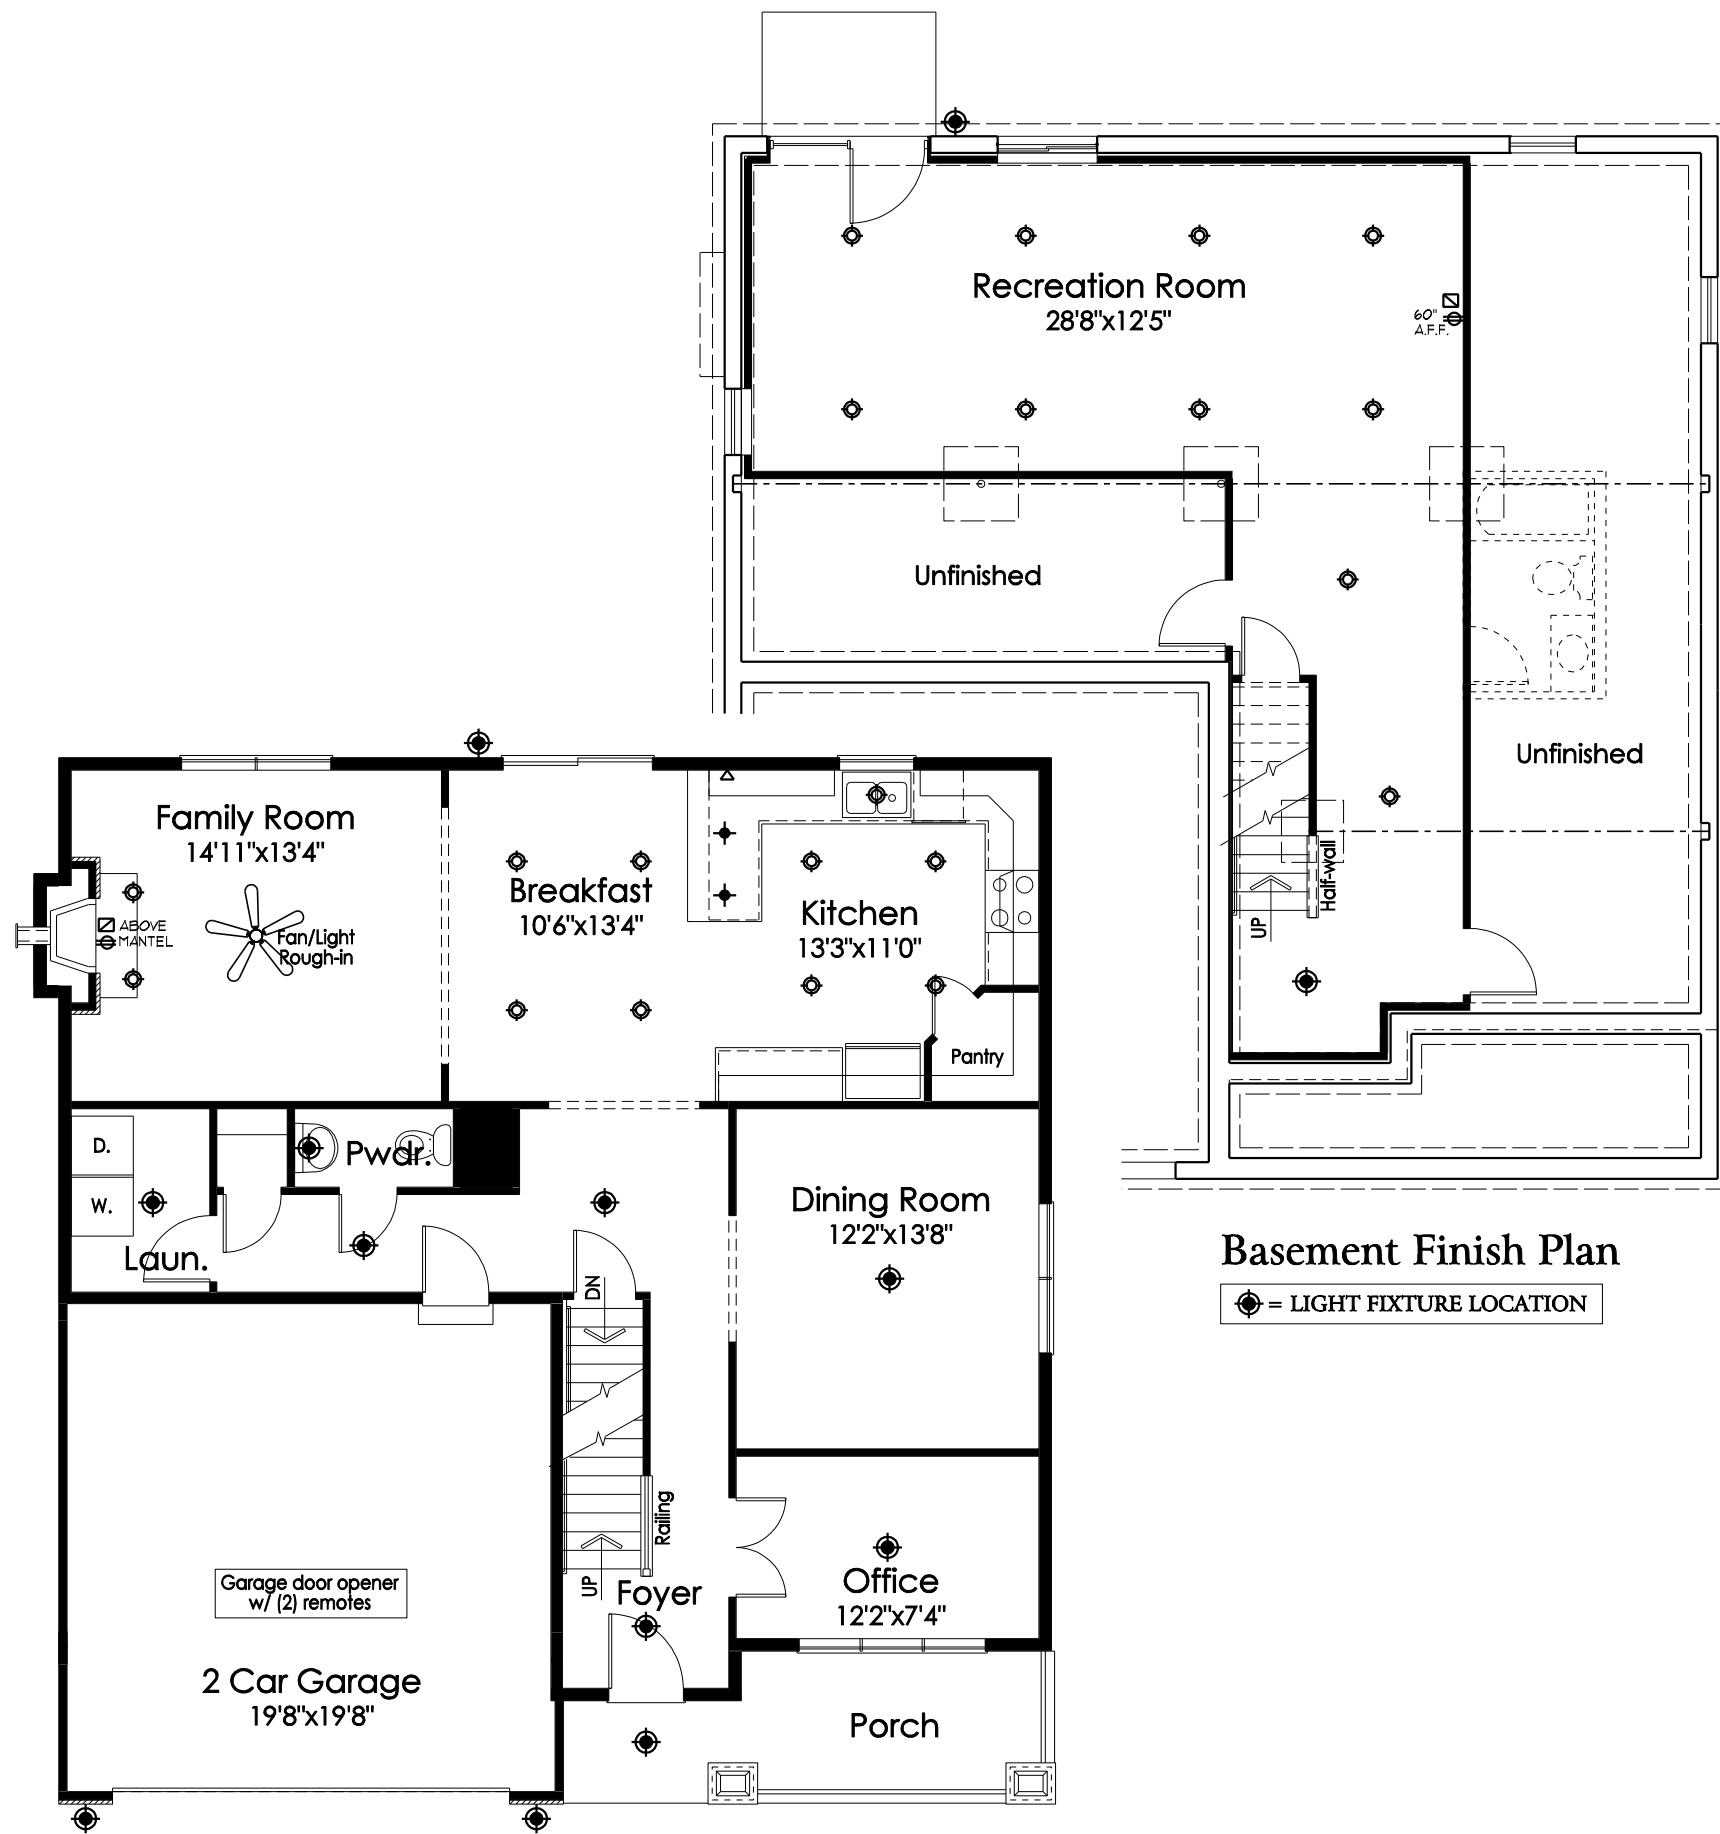 Recreation Room
28'8"x12'5"
60"
A.F.F.
Unfinished
Unfinished
Half-wall
UP
Basement Finish Plan
= LIGHT FIXTURE LOCATION
Family Room
14'11"x13'4"
ABOVE
MANTEL
Fan/Light
Rough-in
Breakfast
10'6"x13'4"
Kitchen
13'3"x11'0"
Pantry
D.
W.
Laun.
Pwdr.
Dining Room
12'2"x13'8"
DN
Railing
UP
Foyer
Office
12'2"x7'4"
Garage door opener
w/ (2) remotes
2 Car Garage
19'8"x19'8"
Porch